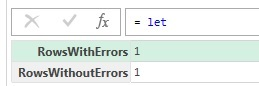 fx = let
RowsWithErrors 1
RowsWithoutErrors 1